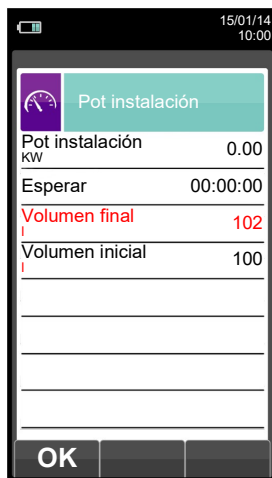 15/01/14
10:00
Pot instalación
Pot instalación 0.00
KW
Esperar 00:00:00
Volumen final 102
l
Volumen inicial 100
l
OK